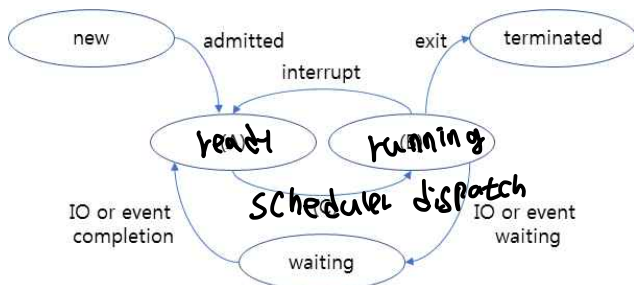 new
admitted
exit
terminated
interrupt
ready
running
scheduler dispatch
IO or event
completion
IO or event
waiting
waiting